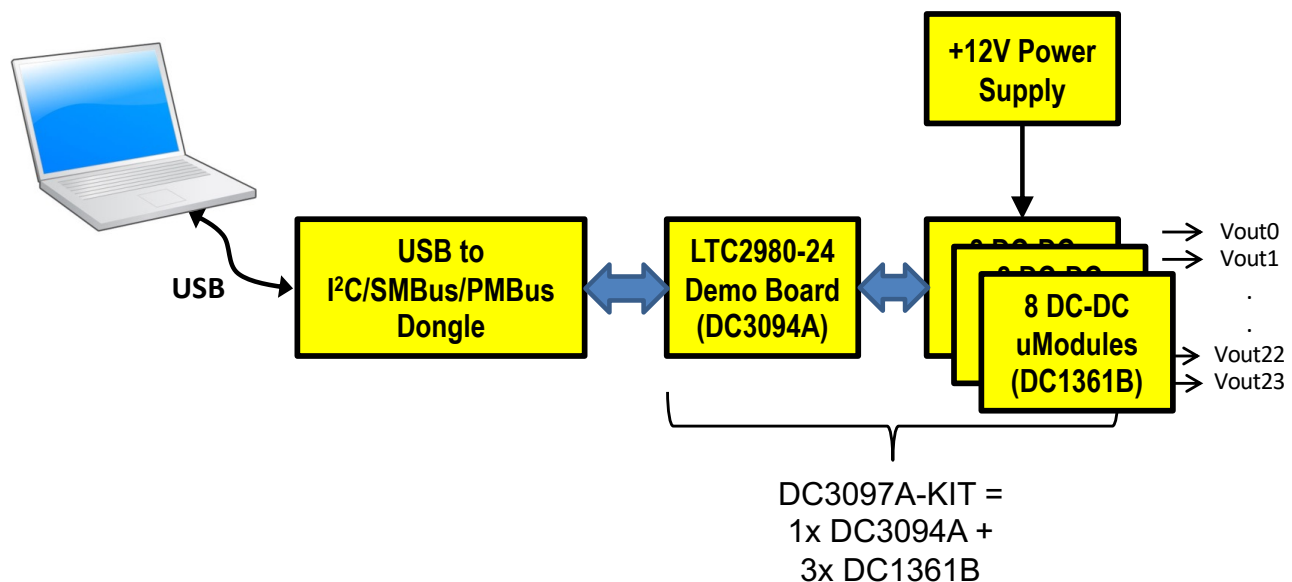 +12V Power
Supply
USB
USB to
I²C/SMBus/PMBus
Dongle
LTC2980-24
Demo Board
(DC3094A)
8 DC-DC
uModules
(DC1361B)
Vout0
Vout1
.
.
Vout22
Vout23
DC3097A-KIT =
1x DC3094A +
3x DC1361B